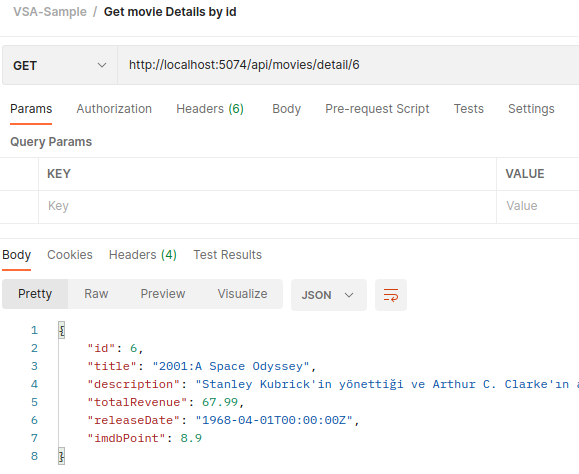 VSA-Sample / Get movie Details by id
GET http://localhost:5074/api/movies/detail/6
Params Authorization Headers (6) Body Pre-request Script Tests Settings
Query Params
KEY VALUE
Key Value
Body Cookies Headers (4) Test Results
Pretty Raw Preview Visualize JSON
1 {
2 "id": 6,
3 "title": "2001:A Space Odyssey",
4 "description": "Stanley Kubrick'in yönettiği ve Arthur C. Clarke'ın
5 "totalRevenue": 67.99,
6 "releaseDate": "1968-04-01T00:00:00Z",
7 "imdbPoint": 8.9
8 }